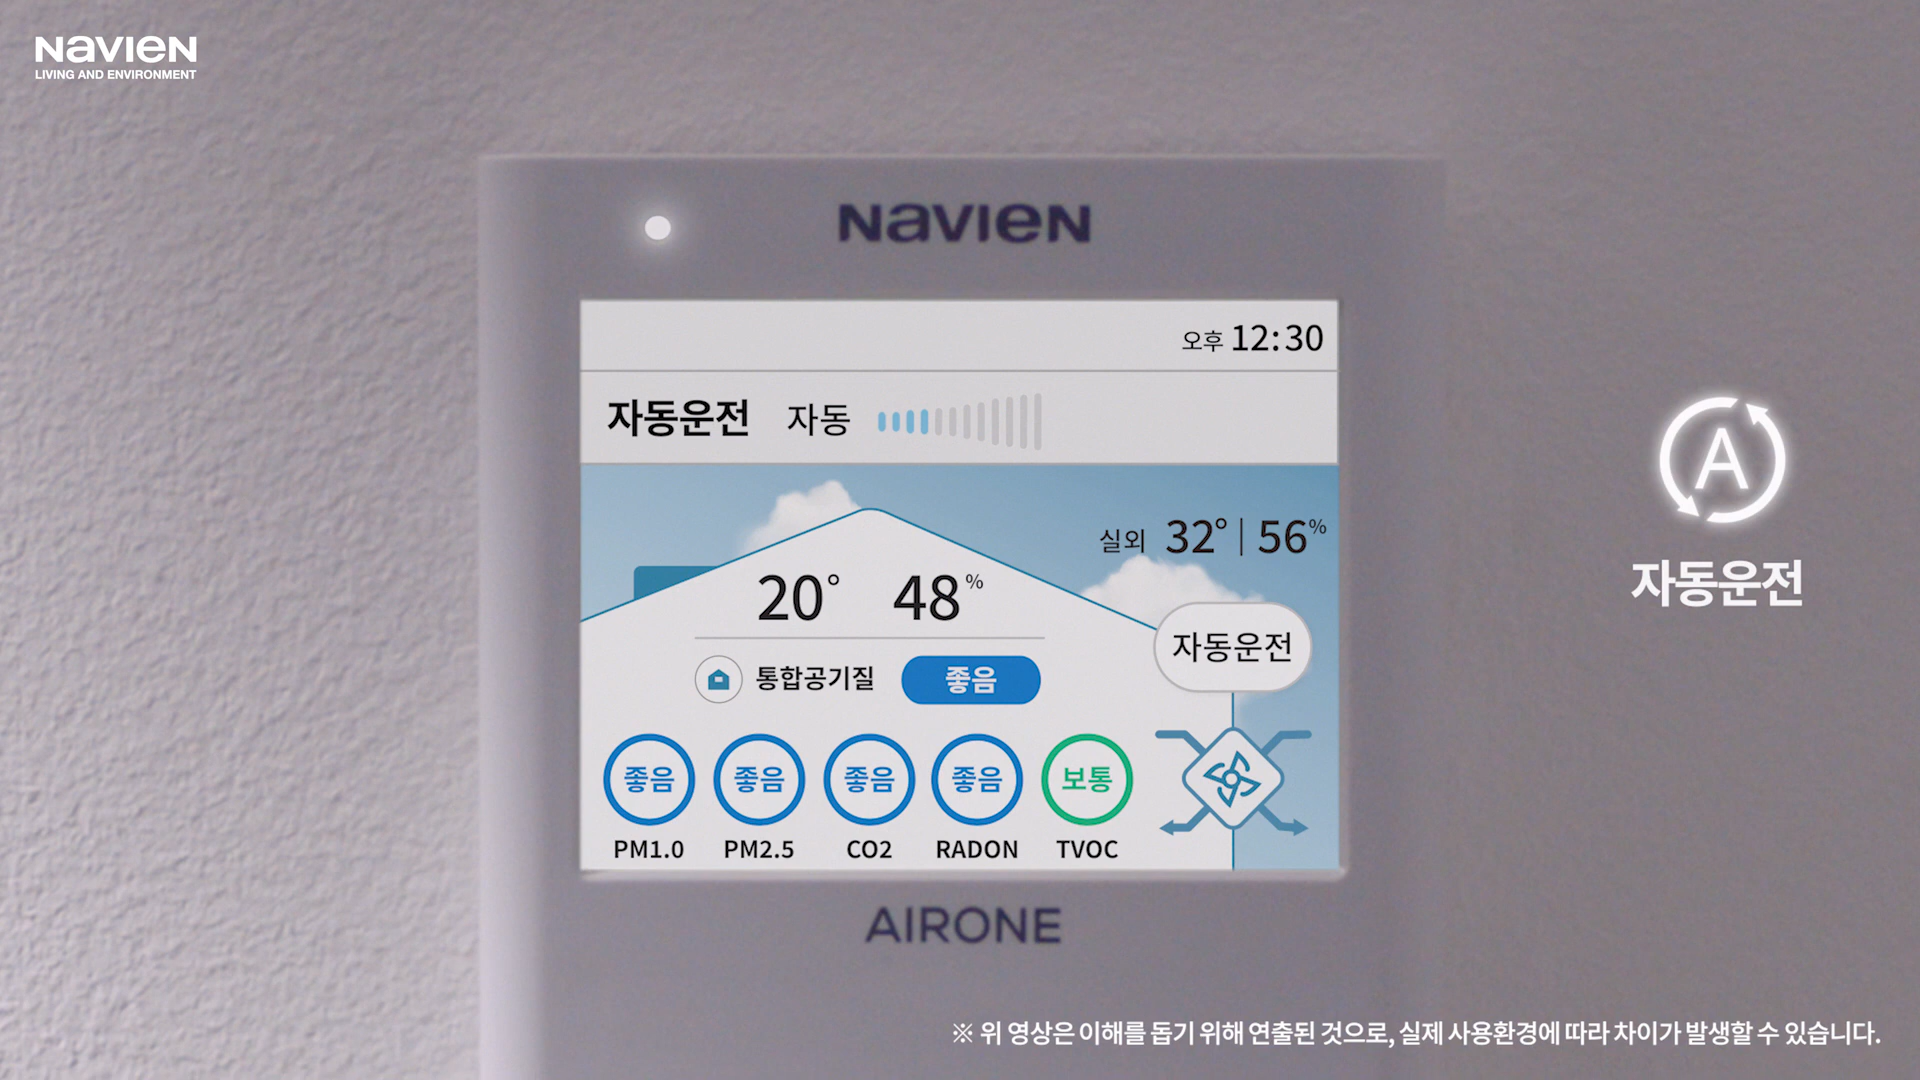 NAVIEN
LIVING AND ENVIRONMENT
NAVIEN
오후 12:30
자동운전 자동
실외 32° | 56%
20° 48%
자동운전
통합공기질 좋음
좋음 좋음 좋음 좋음 보통
PM1.0 PM2.5 CO2 RADON TVOC
AIRONE
A
자동운전
※ 위 영상은 이해를 돕기 위해 연출된 것으로, 실제 사용환경에 따라 차이가 발생할 수 있습니다.